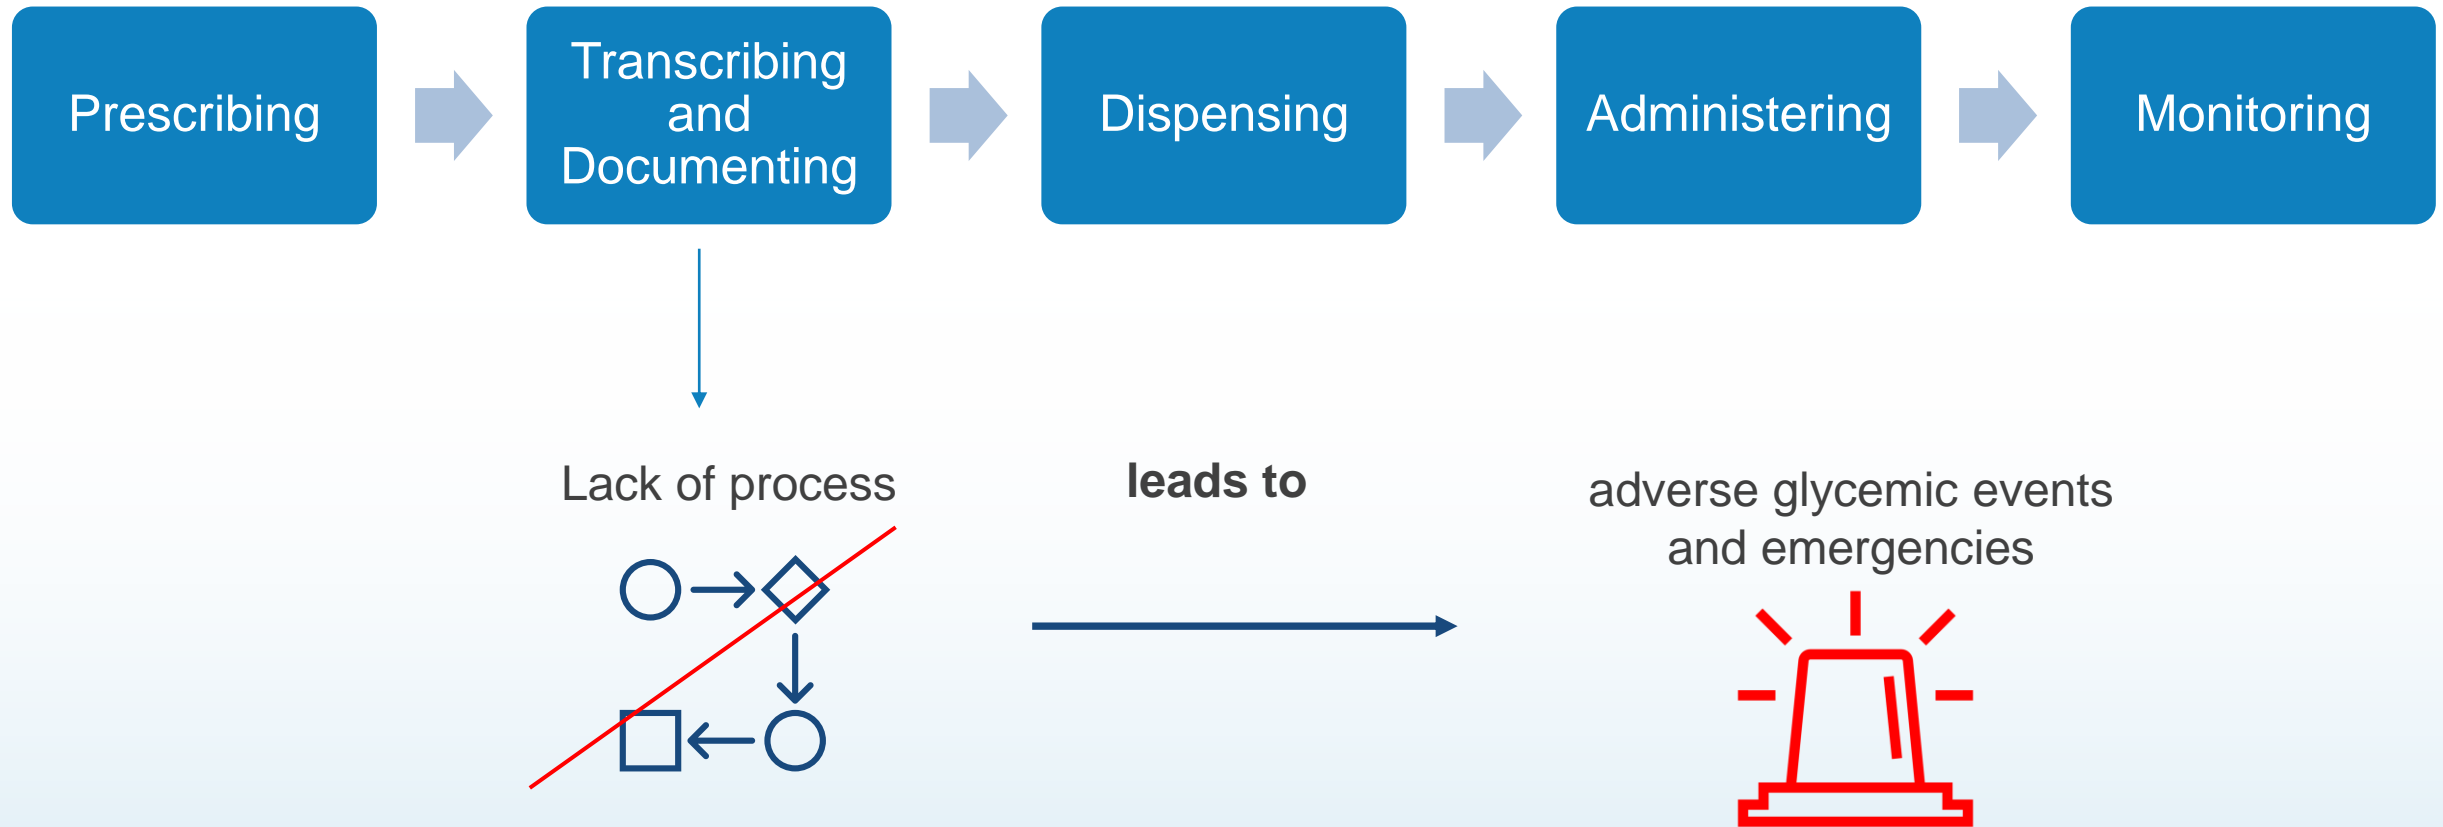 Prescribing
Transcribing
and
Documenting
Dispensing
Administering
Monitoring
Lack of process
leads to
adverse glycemic events
and emergencies